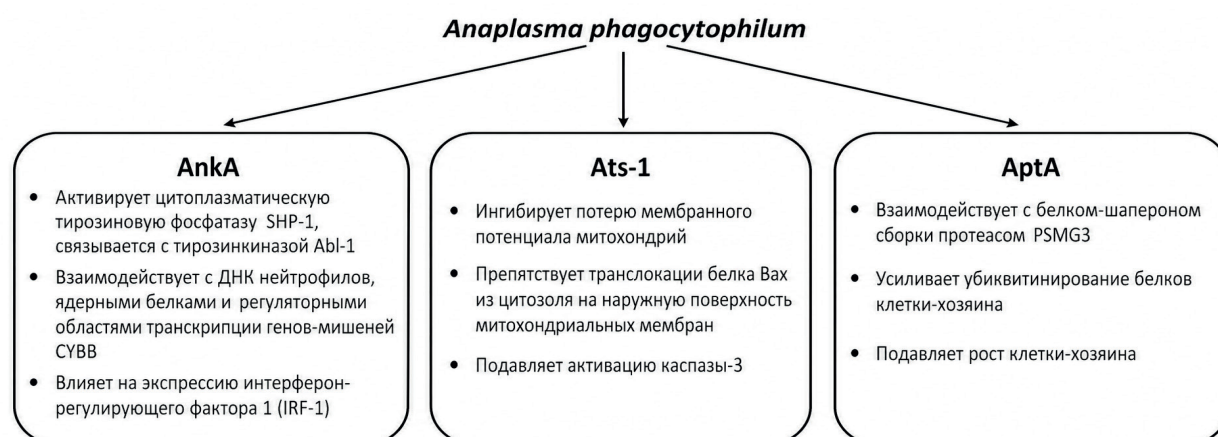 Anaplasma phagocytophilum
AnkA
• Активирует цитоплазматическую
тирозиновую фосфатазу SHP-1,
связывается с тирозинкиназой Abl-1
• Взаимодействует с ДНК нейтрофилов,
ядерными белками и регуляторными
областями транскрипции генов-мишеней
CYBB
• Влияет на экспрессию интерферон-
регулирующего фактора 1 (IRF-1)
Ats-1
• Ингибирует потерю мембранного
потенциала митохондрий
• Препятствует транслокации белка Bax
из цитозоля на наружную поверхность
митохондриальных мембран
• Подавляет активацию каспазы-3
AptA
• Взаимодействует с белком-шапероном
сборки протеасом PSMG3
• Усиливает убиквитинирование белков
клетки-хозяина
• Подавляет рост клетки-хозяина